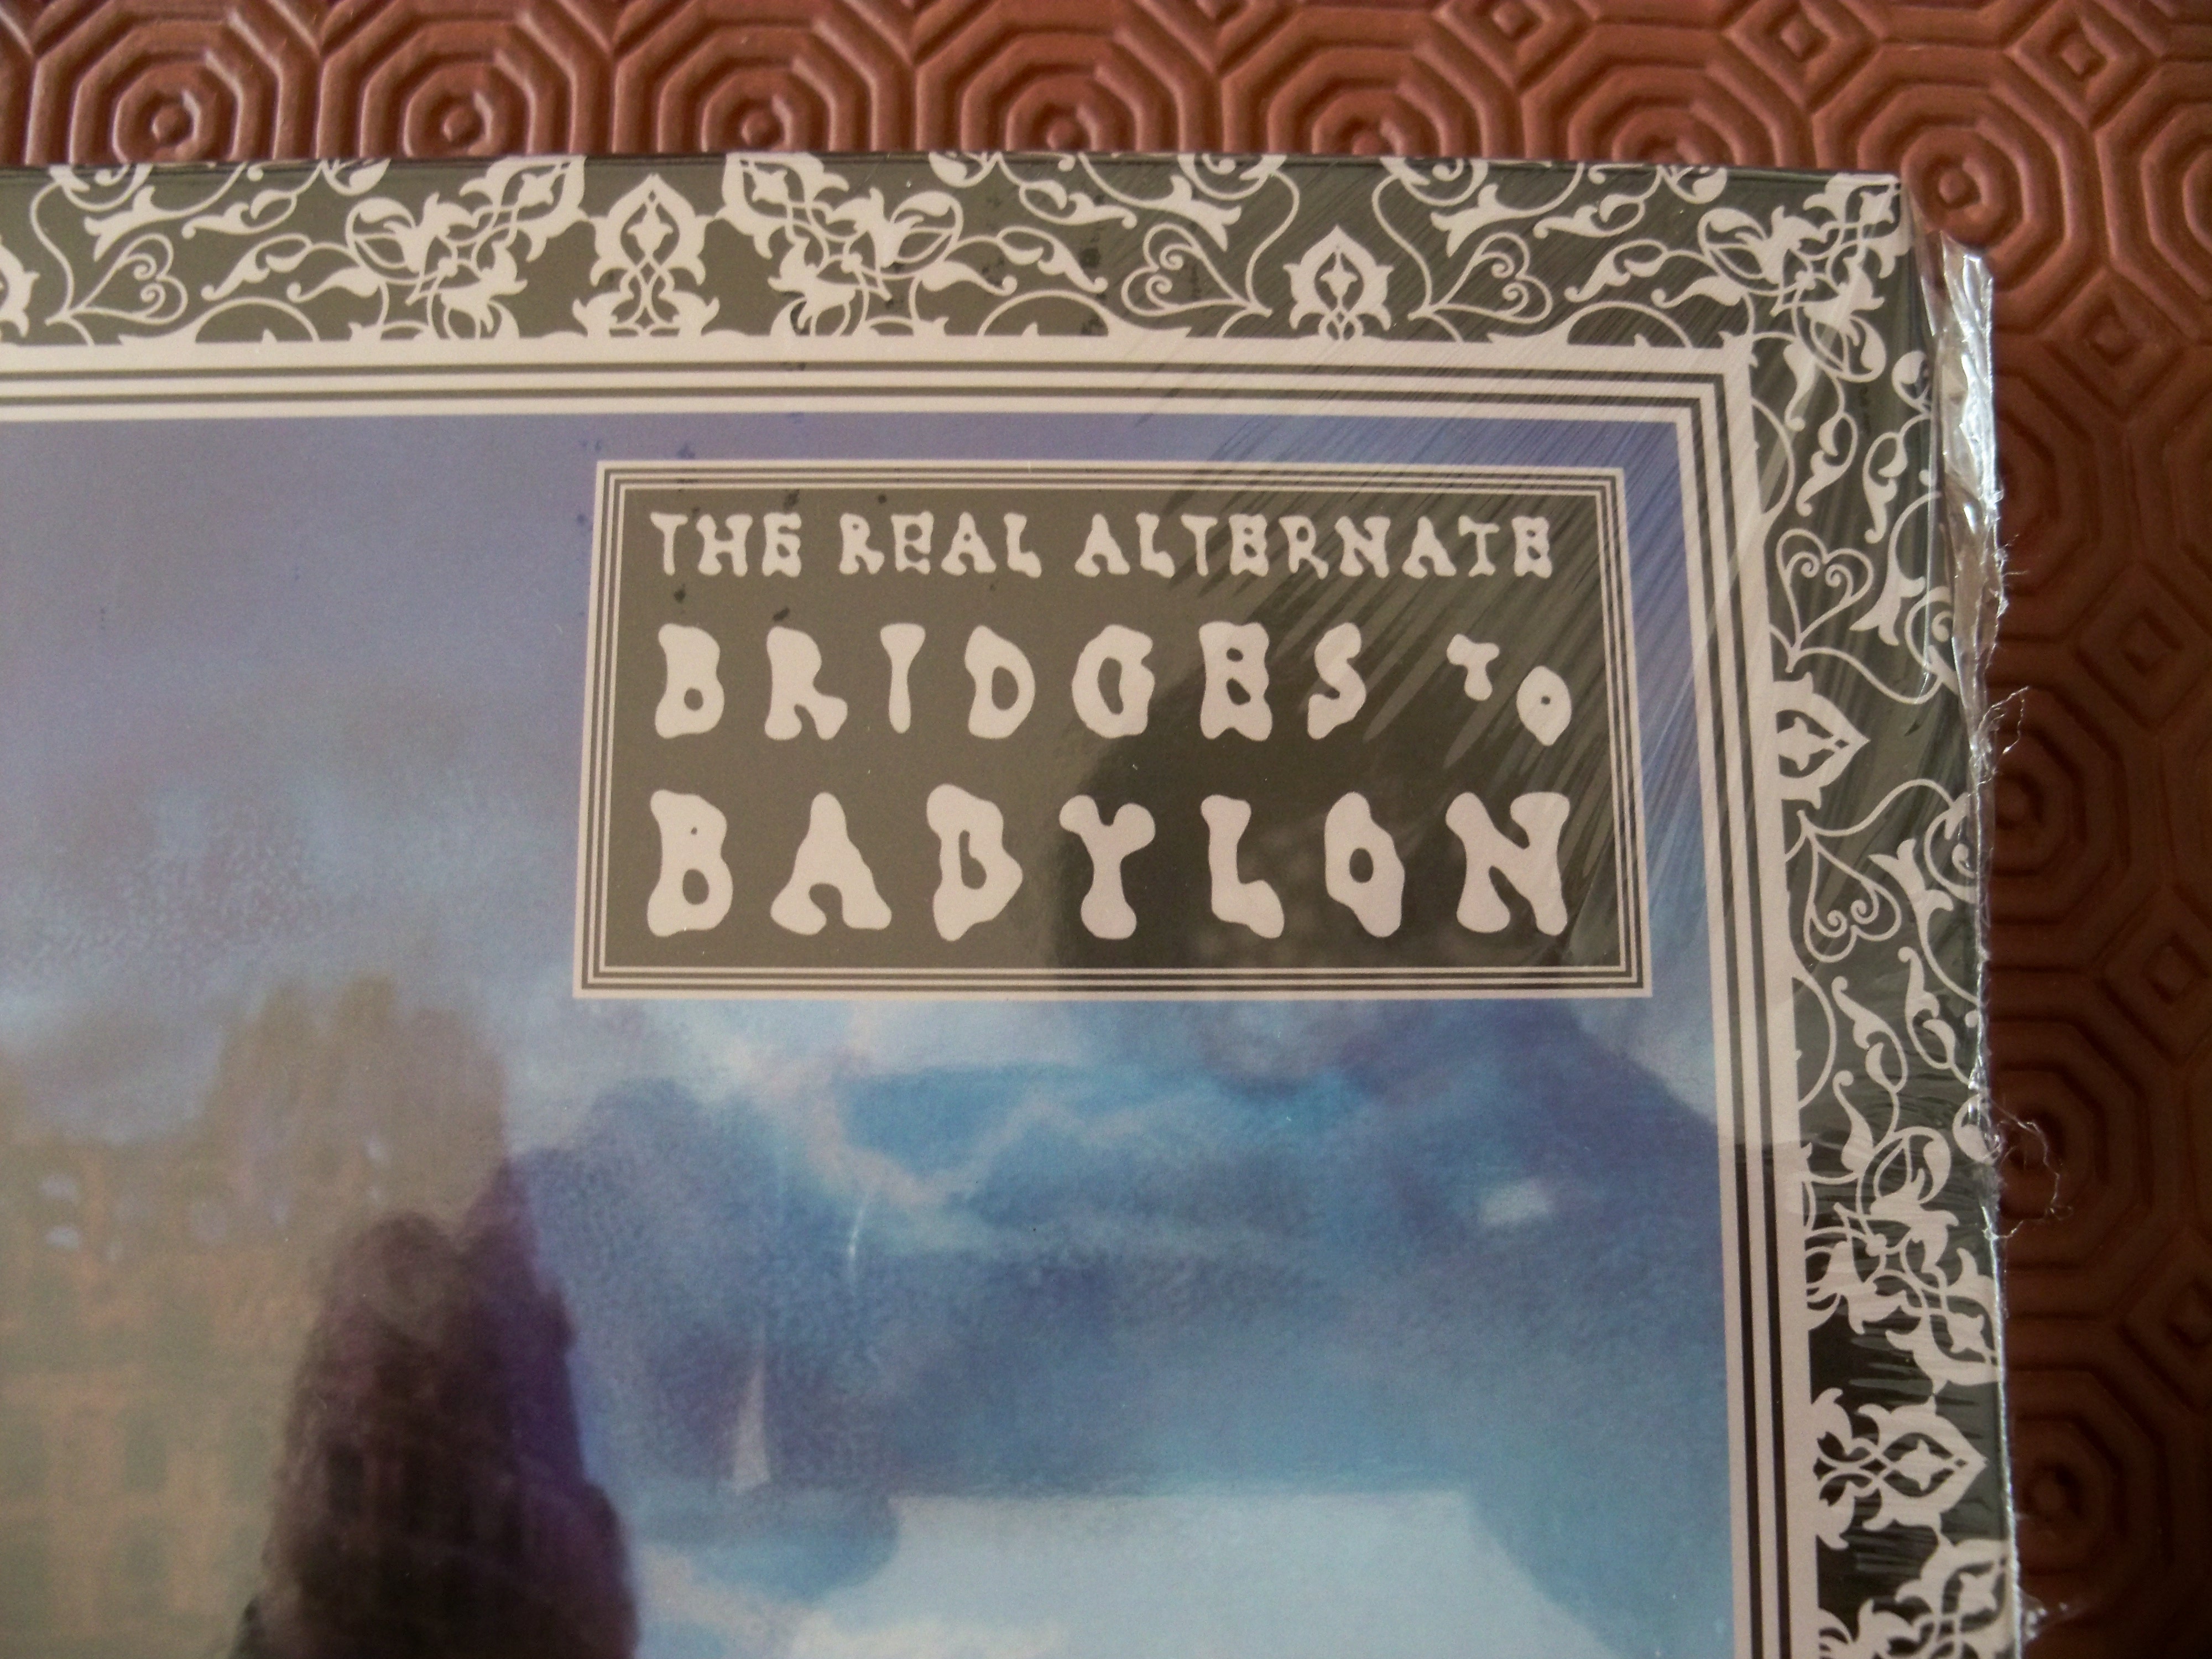 THE REAL ALTERNATE
BRIDGES TO
BABYLON